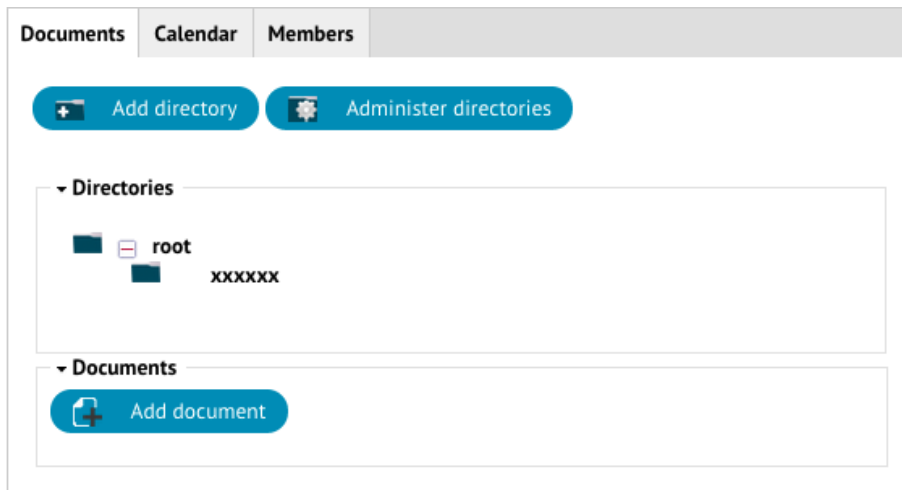 Documents Calendar Members
Add directory Administer directories
Directories
root
xxxxxx
Documents
Add document